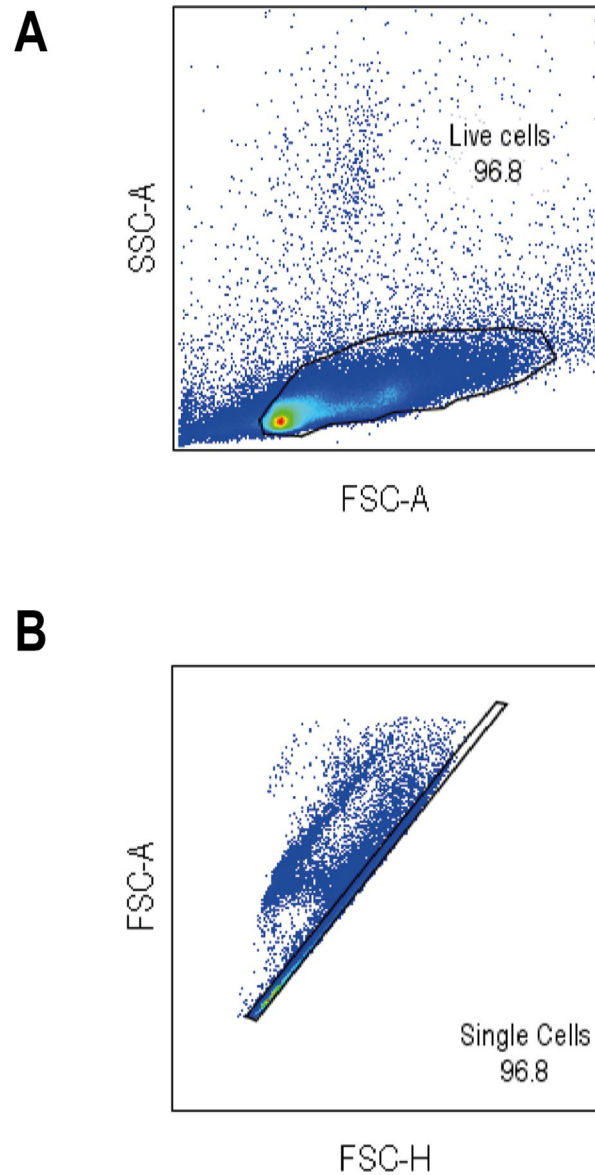 A
Live cells
96.8
SSC-A
FSC-A
B
FSC-A
Single Cells
96.8
FSC-H